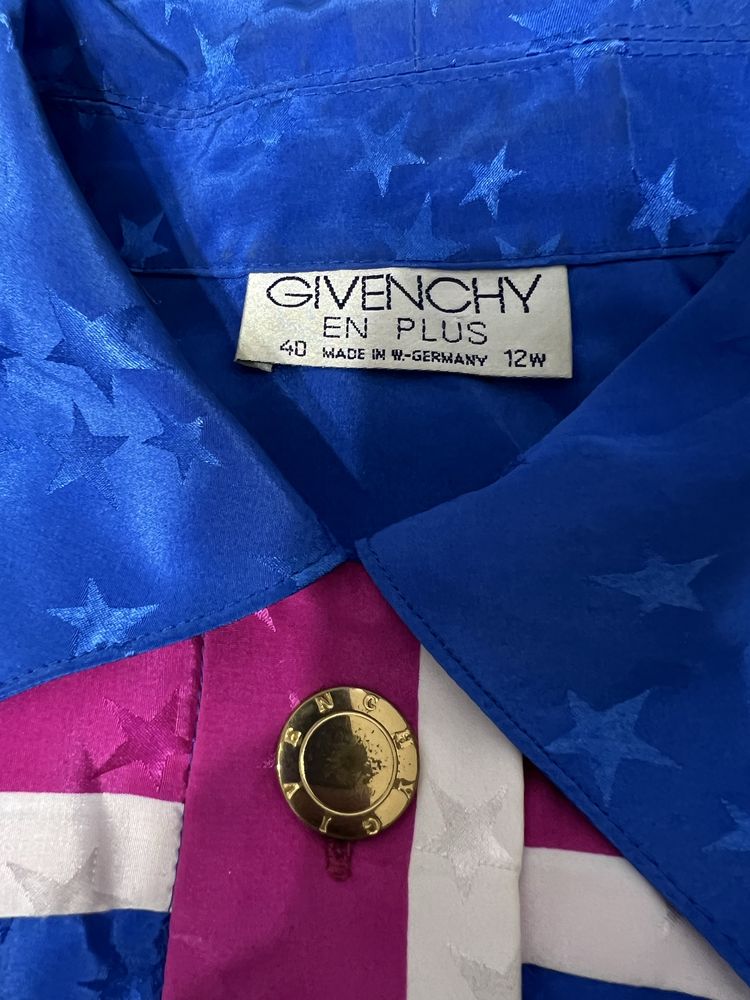 GIVENCHY
EN PLUS
40 MADE IN W.-GERMANY 12W
GIVENCHY